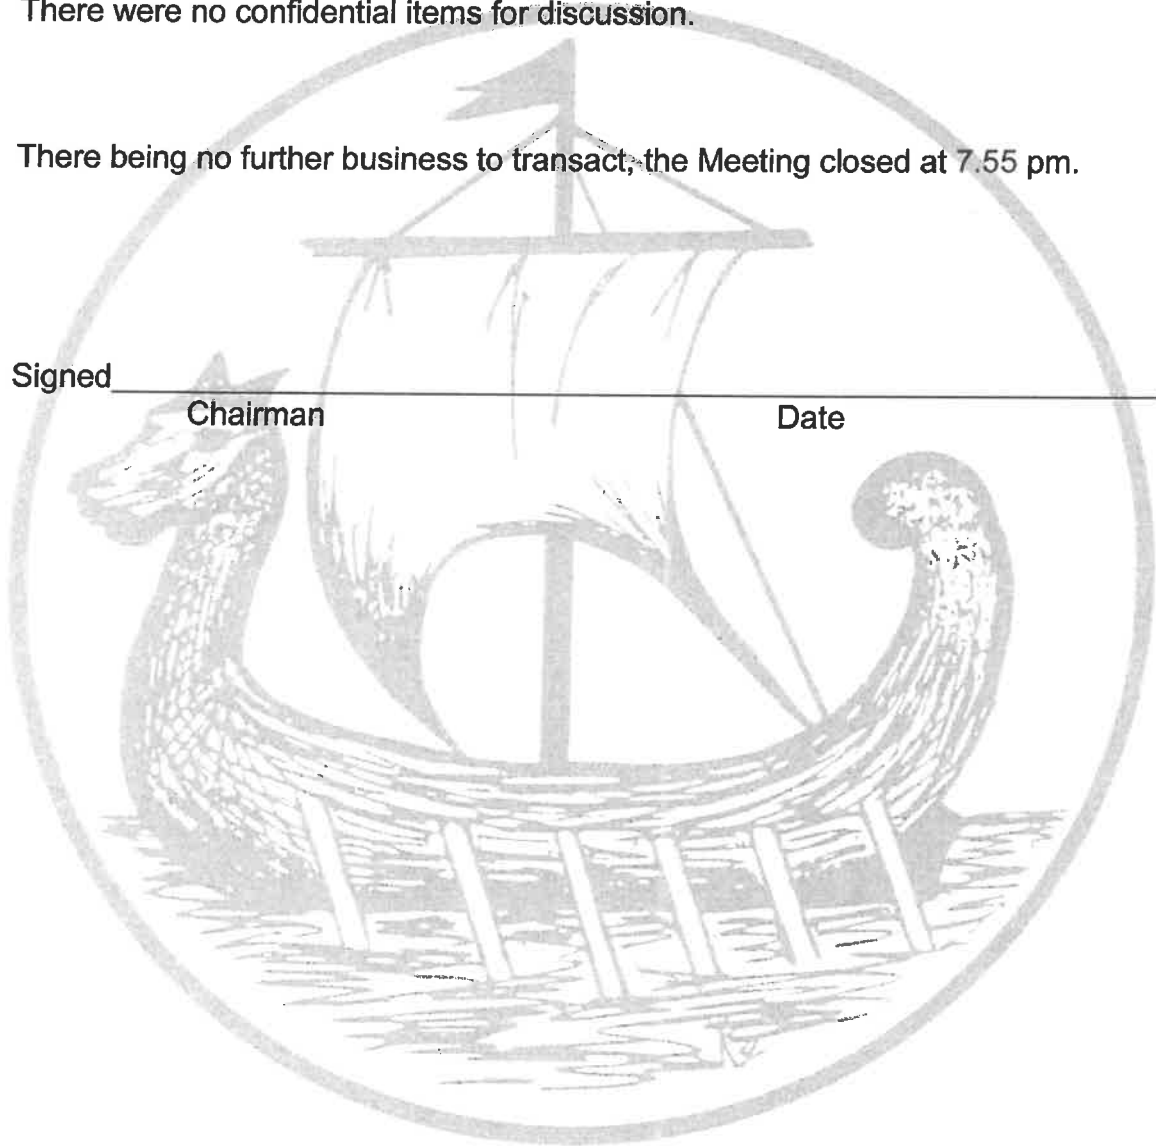 There were no confidential items for discussion.
There being no further business to transact, the Meeting closed at 7.55 pm.
Signed
Chairman Date